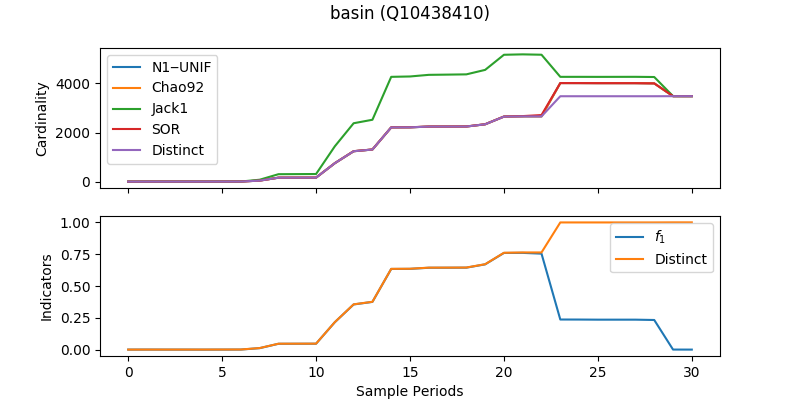 basin (Q10438410)
Cardinality
4000
2000
0
N1−UNIF
Chao92
Jack1
SOR
Distinct
Indicators
1.00
0.75
0.50
0.25
0.00
f1
Distinct
0 5 10 15 20 25 30
Sample Periods